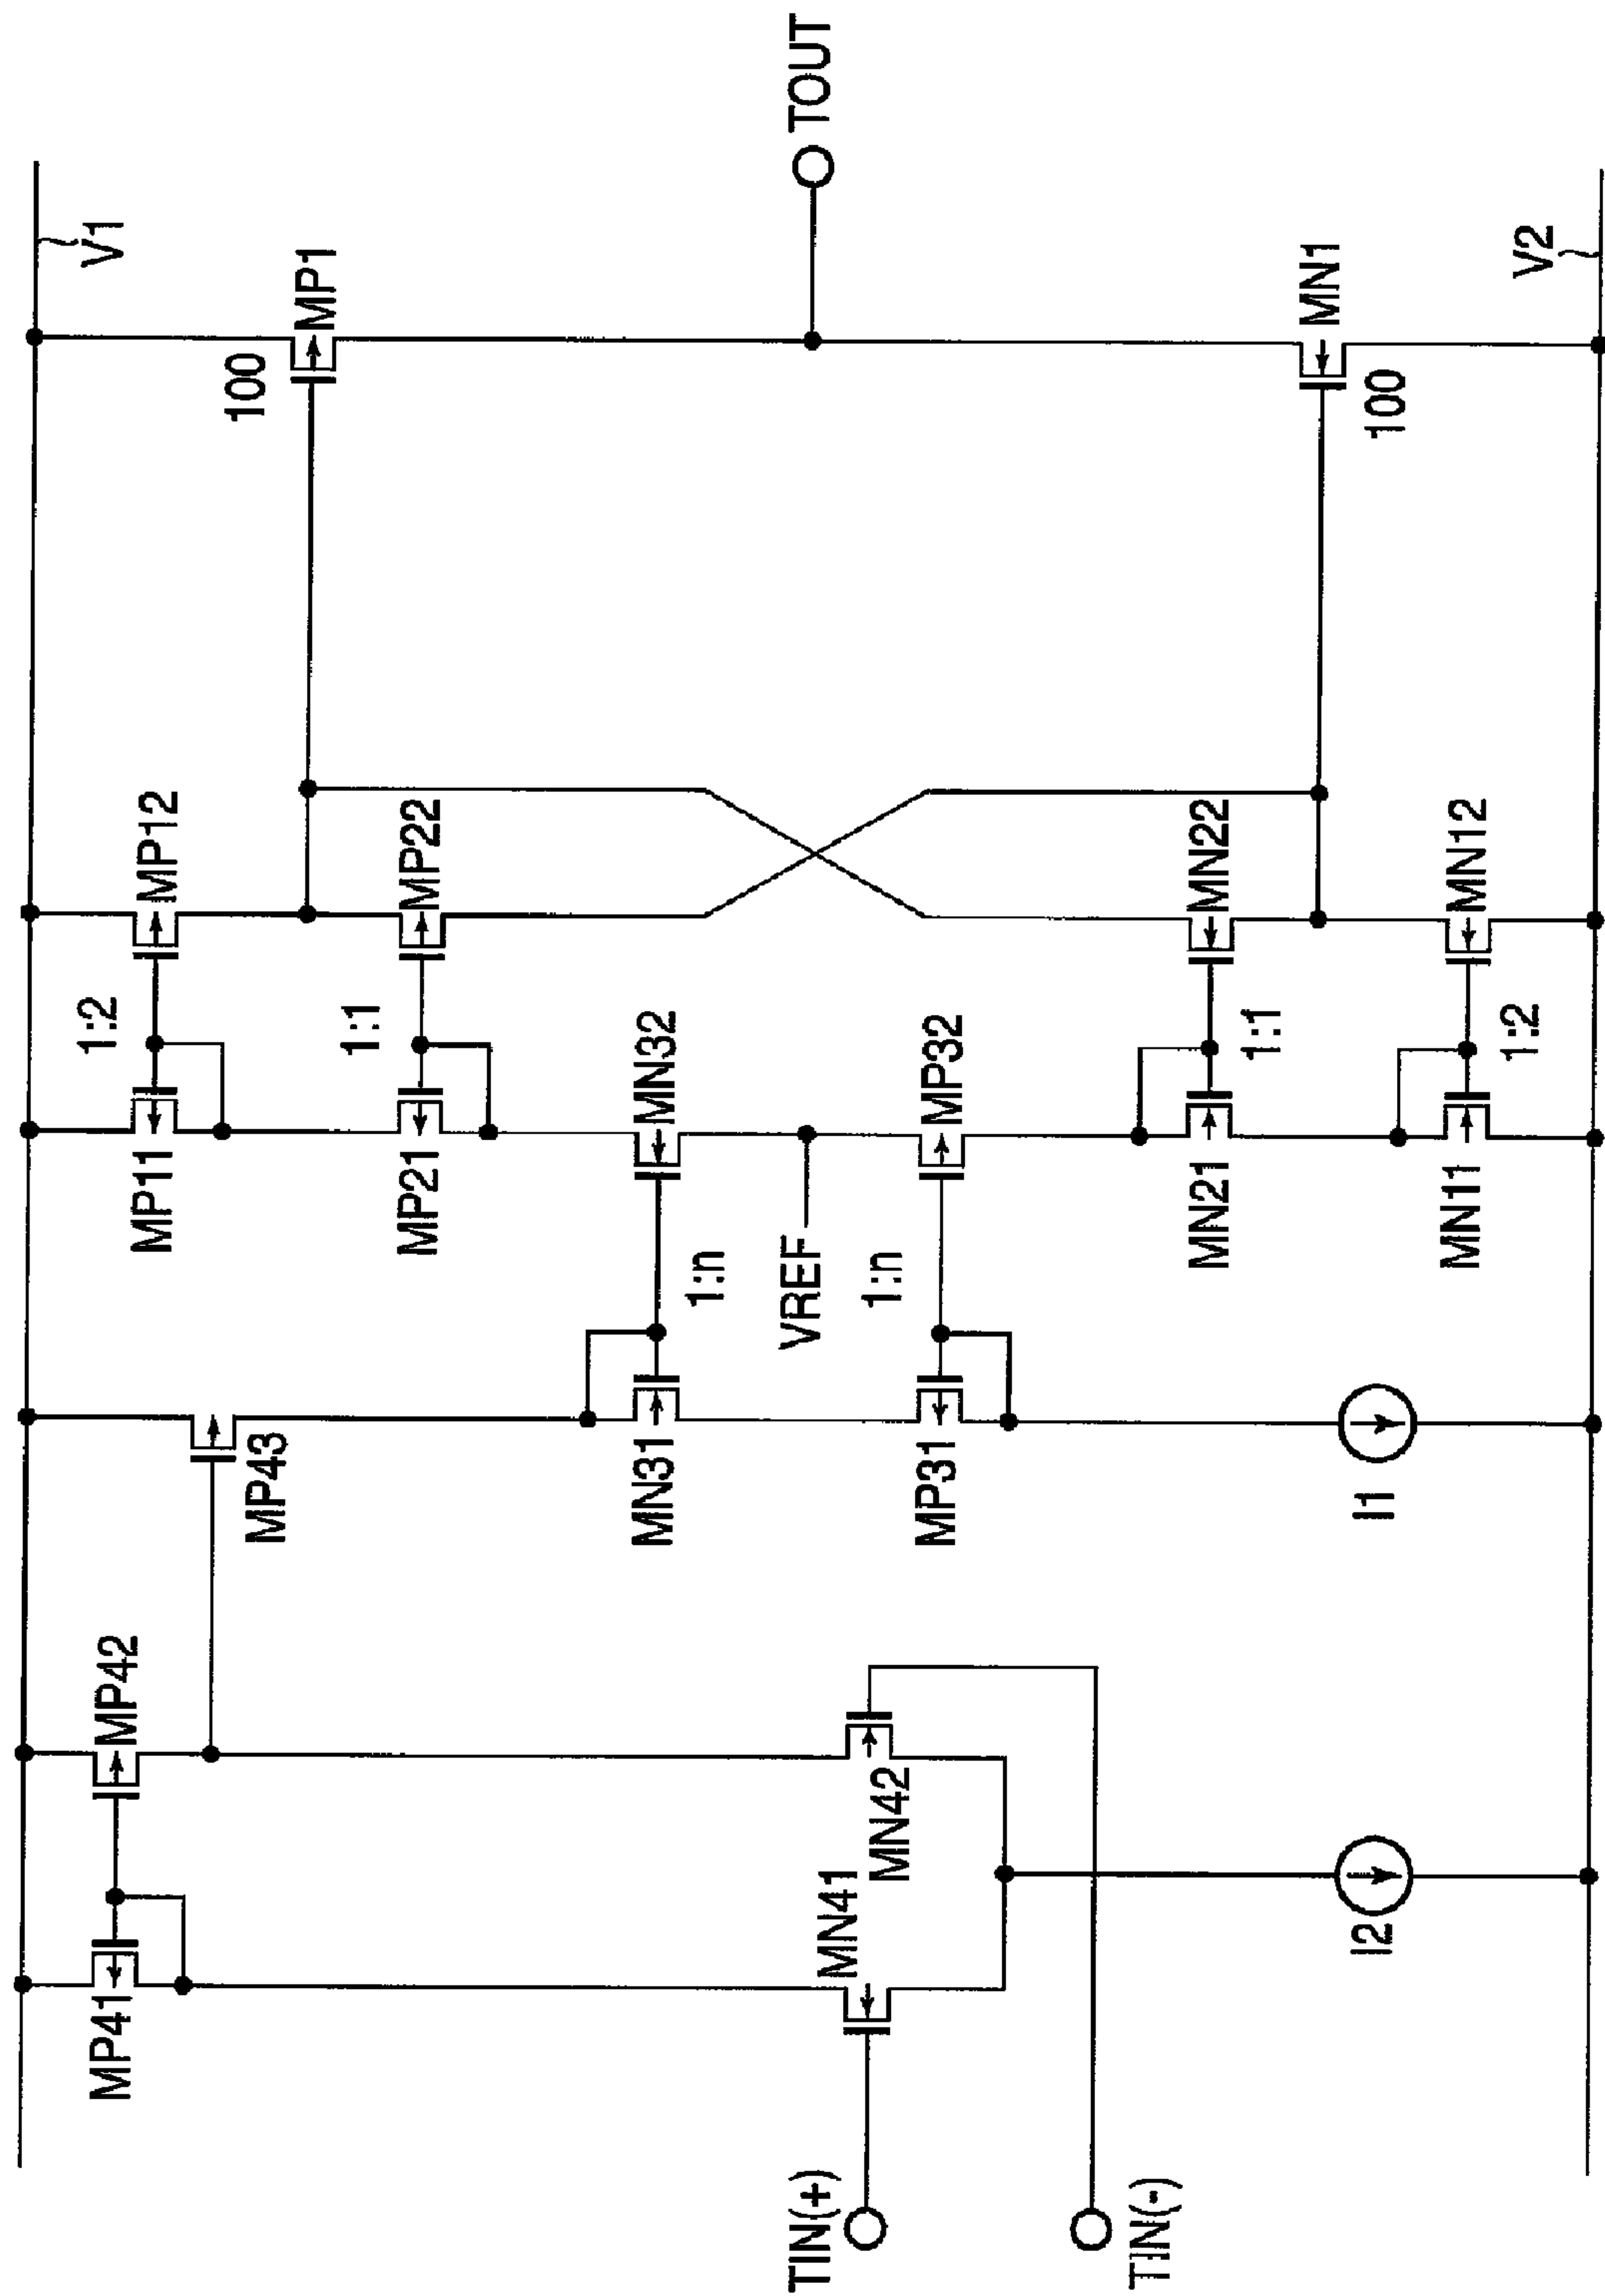 V1
MP41
MP42
MP43
MP11
1:2
MP12
100
MP1
MP21
1:1
MP22
MN31
1:n
MN32
TIN(+)
MN41
VREF
TOUT
MN42
MP31
1:n
MP32
TIN(-)
MN21
1:1
MN22
MN1
100
I2
I1
MN11
1:2
MN12
V2